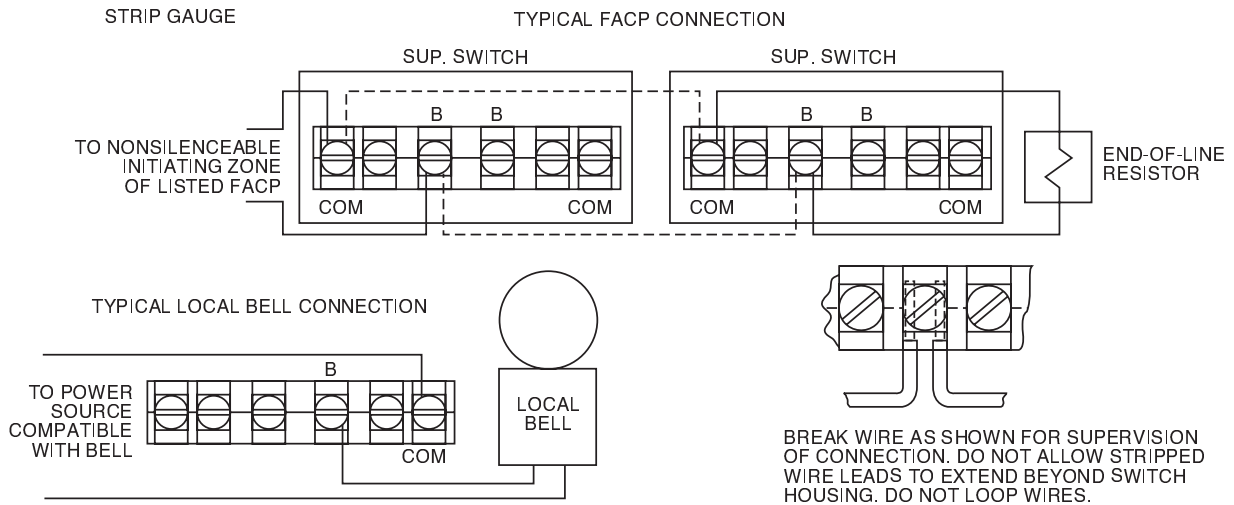 STRIP GAUGE
TYPICAL FACP CONNECTION
SUP. SWITCH
SUP. SWITCH
B
B
B
B
TO NONSILENCEABLE
INITIATING ZONE
OF LISTED FACP
END-OF-LINE
RESISTOR
COM
COM
COM
COM
TYPICAL LOCAL BELL CONNECTION
B
TO POWER
SOURCE
COMPATIBLE
WITH BELL
COM
LOCAL
BELL
BREAK WIRE AS SHOWN FOR SUPERVISION
OF CONNECTION. DO NOT ALLOW STRIPPED
WIRE LEADS TO EXTEND BEYOND SWITCH
HOUSING. DO NOT LOOP WIRES.